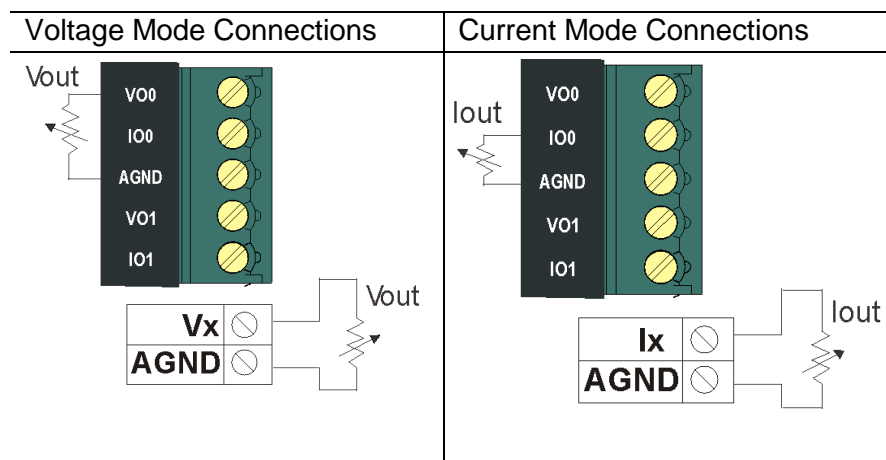 Voltage Mode Connections
Vout
VO0
IO0
AGND
VO1
IO1
Vout
Vx
AGND
Current Mode Connections
Iout
VO0
IO0
AGND
VO1
IO1
Iout
Ix
AGND